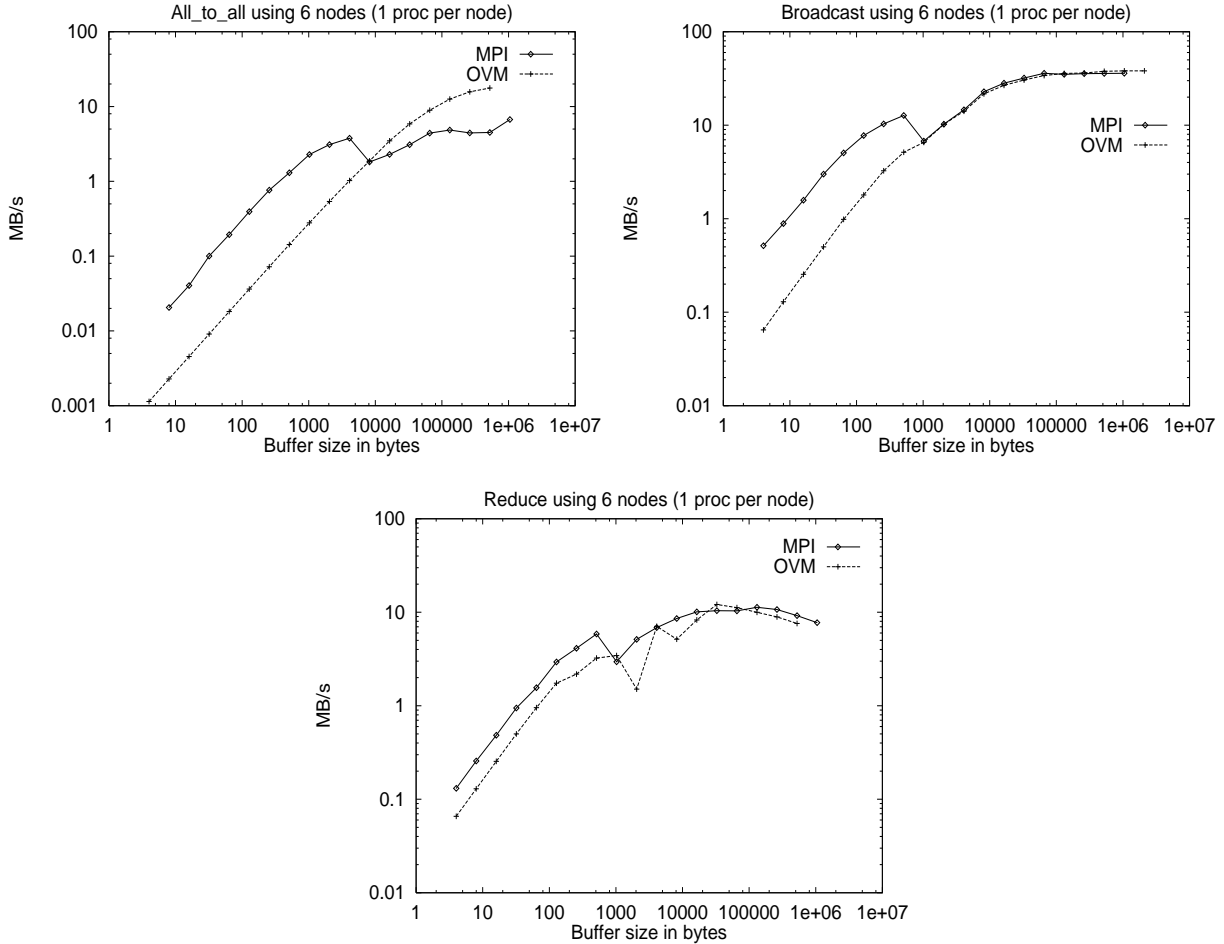 All_to_all using 6 nodes (1 proc per node)
100
10
1
0.1
0.01
0.001
MB/s
MPI
OVM
1 10 100 1000 10000 100000 1e+06 1e+07
Buffer size in bytes
Broadcast using 6 nodes (1 proc per node)
100
10
1
0.1
0.01
MB/s
MPI
OVM
1 10 100 1000 10000 100000 1e+06 1e+07
Buffer size in bytes
Reduce using 6 nodes (1 proc per node)
100
10
1
0.1
0.01
MB/s
MPI
OVM
1 10 100 1000 10000 100000 1e+06 1e+07
Buffer size in bytes